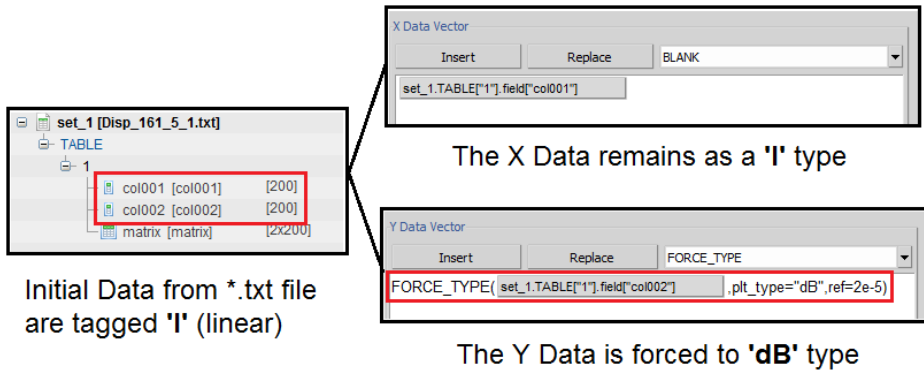 set_1 [Disp_161_5_1.txt]
TABLE
1
col001 [col001] [200]
col002 [col002] [200]
matrix [matrix] [2x200]
Initial Data from *.txt file
are tagged 'l' (linear)
X Data Vector
Insert Replace BLANK
set_1.TABLE["1"].field["col001"]
The X Data remains as a 'l' type
Y Data Vector
Insert Replace FORCE_TYPE
FORCE_TYPE( set_1.TABLE["1"].field["col002"] ,plt_type="dB",ref=2e-5)
The Y Data is forced to 'dB' type